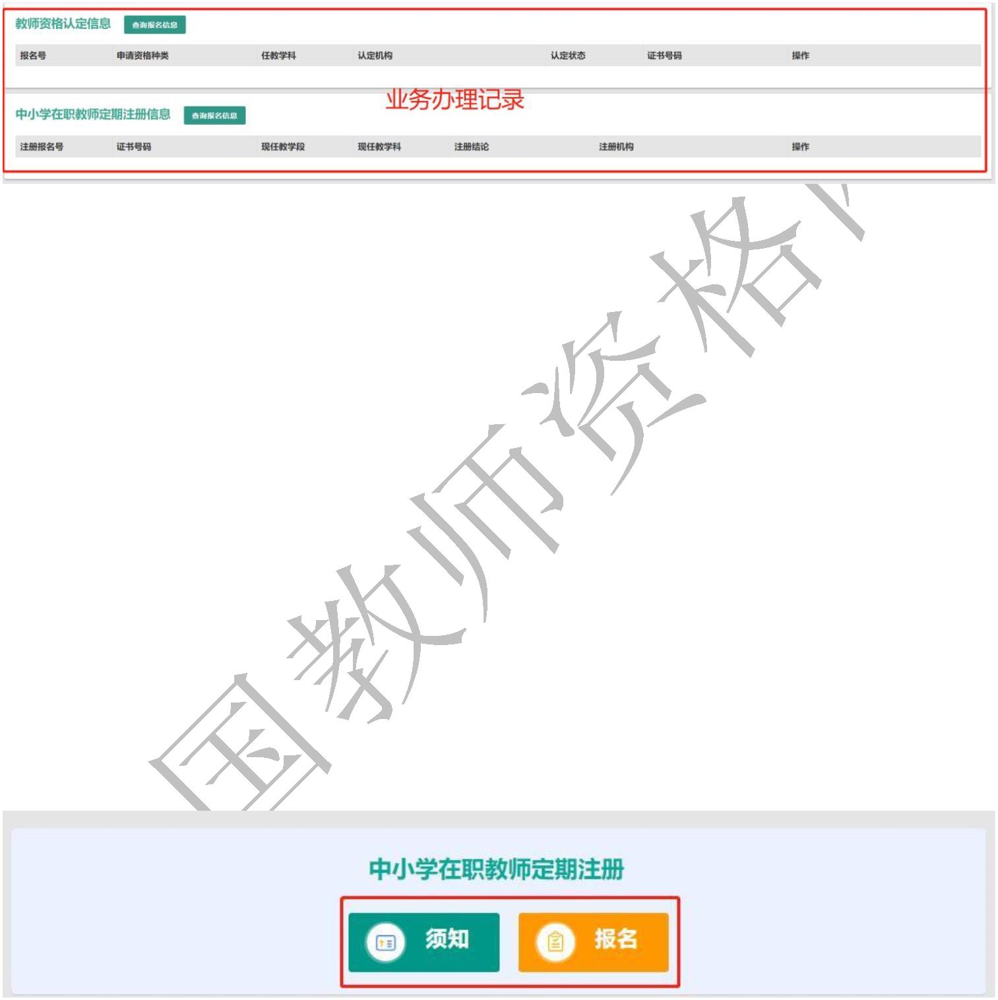 教师资格认定信息 查询报名信息
报名号 申请资格种类 任教学科 认定机构 认定状态 证书号码 操作
业务办理记录
中小学在职教师定期注册信息 查询报名信息
注册报名号 证书号码 现任教学段 现任教学科 注册结论 注册机构 操作
国教师资格
中小学在职教师定期注册
须知 报名